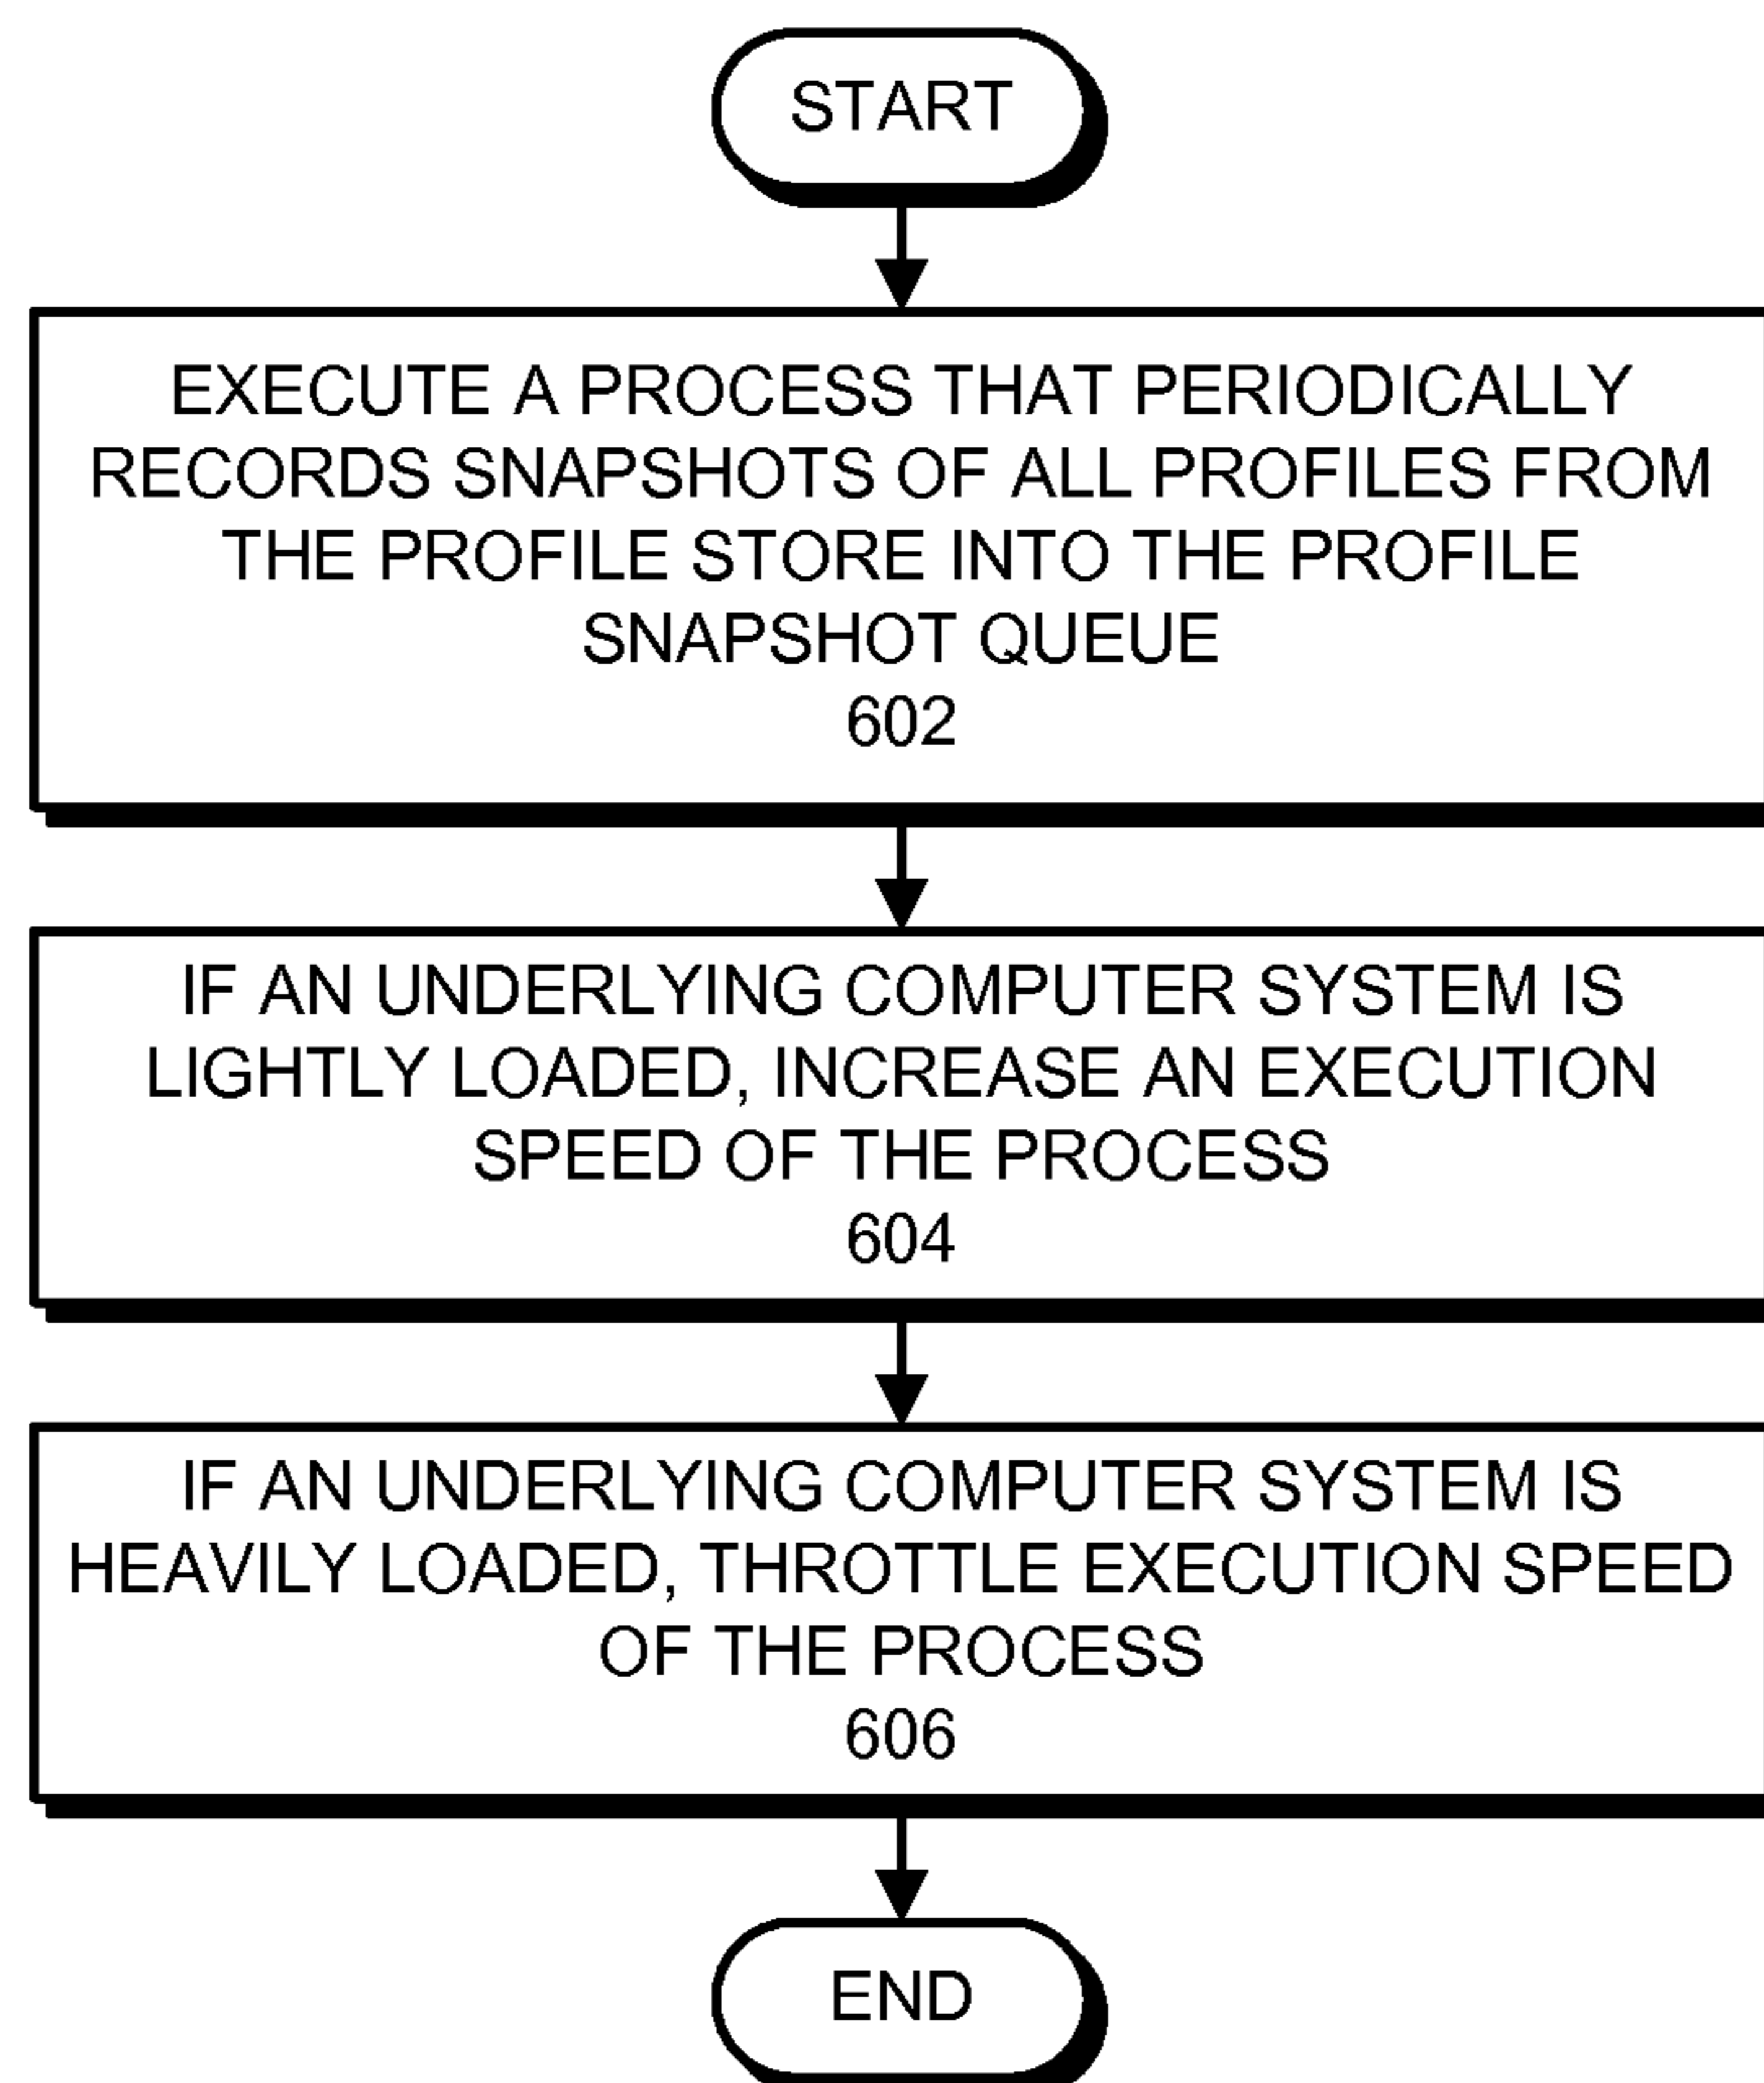 START
EXECUTE A PROCESS THAT PERIODICALLY
RECORDS SNAPSHOTS OF ALL PROFILES FROM
THE PROFILE STORE INTO THE PROFILE
SNAPSHOT QUEUE
602
IF AN UNDERLYING COMPUTER SYSTEM IS
LIGHTLY LOADED, INCREASE AN EXECUTION
SPEED OF THE PROCESS
604
IF AN UNDERLYING COMPUTER SYSTEM IS
HEAVILY LOADED, THROTTLE EXECUTION SPEED
OF THE PROCESS
606
END